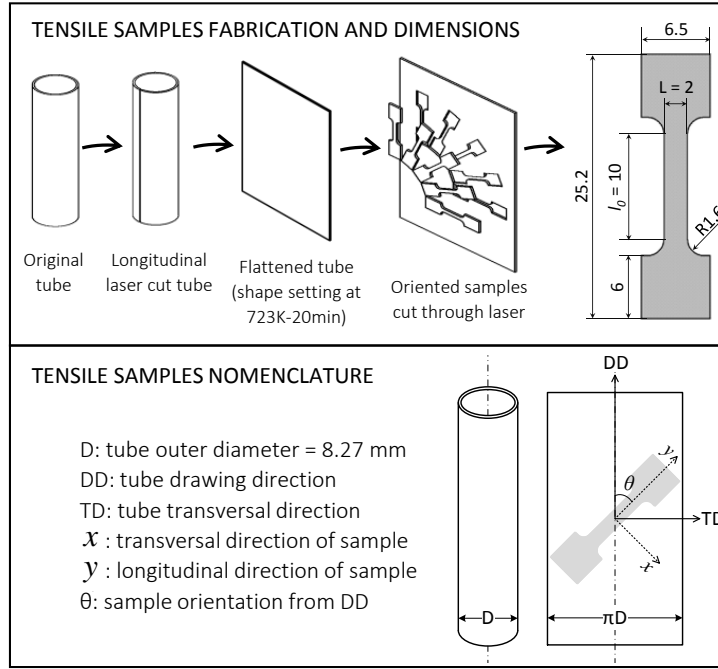 TENSILE SAMPLES FABRICATION AND DIMENSIONS
6.5
L = 2
25.2
l₀ = 10
R1.6
6
Original
tube
Longitudinal
laser cut tube
Flattened tube
(shape setting at
723K-20min)
Oriented samples
cut through laser
TENSILE SAMPLES NOMENCLATURE
D: tube outer diameter = 8.27 mm
DD: tube drawing direction
TD: tube transversal direction
x : transversal direction of sample
y : longitudinal direction of sample
θ: sample orientation from DD
D
DD
y
θ
TD
x
πD